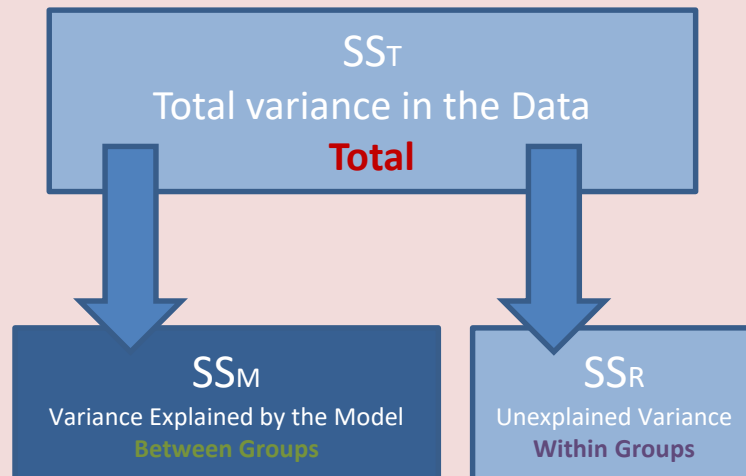 SST
Total variance in the Data
Total
SSM
Variance Explained by the Model
Between Groups
SSR
Unexplained Variance
Within Groups